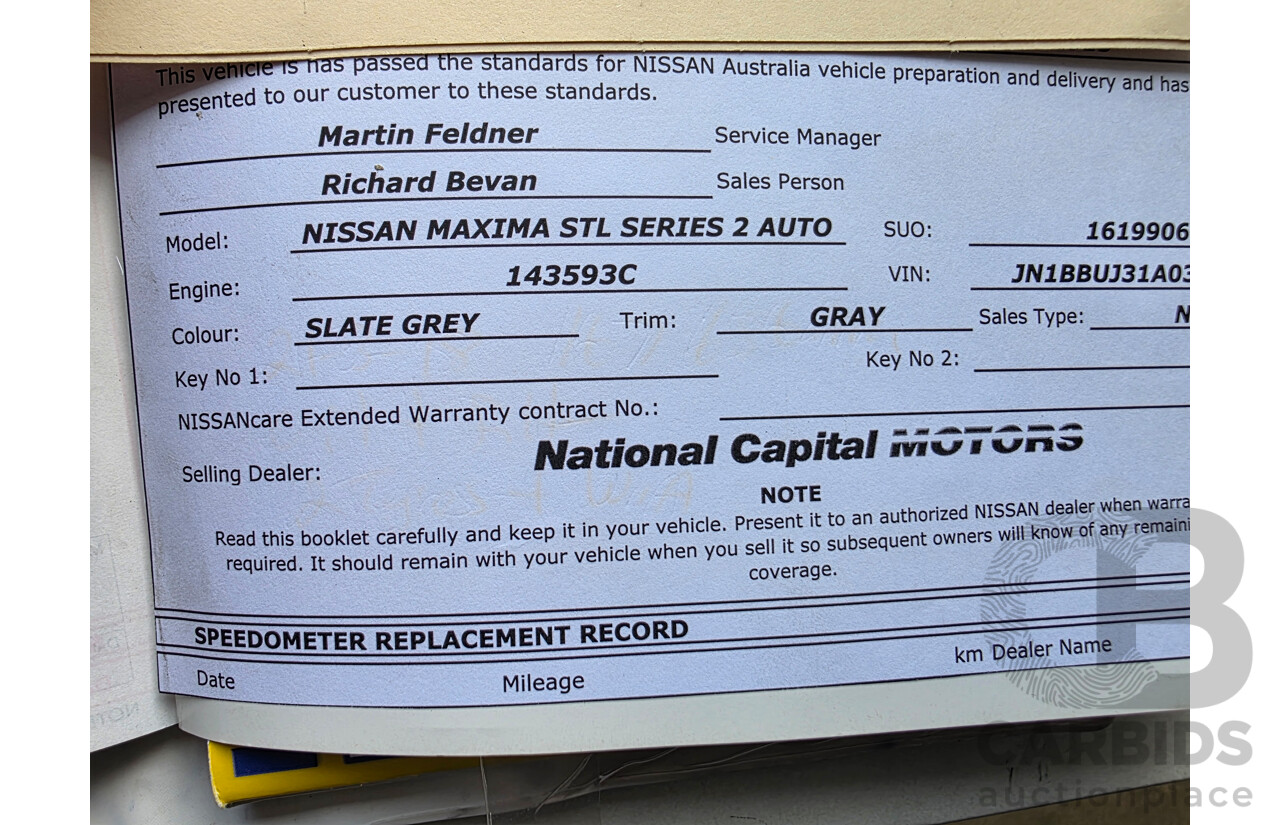 This vehicle is has passed the standards for NISSAN Australia vehicle preparation and delivery and has
presented to our customer to these standards.
Martin Feldner Service Manager
Richard Bevan Sales Person
Model: NISSAN MAXIMA STL SERIES 2 AUTO SUO: 1619906
Engine: 143593C VIN: JN1BBUJ31A03
Colour: SLATE GREY Trim: GRAY Sales Type: N
Key No 1: Key No 2:
NISSANcare Extended Warranty contract No.:
Selling Dealer: National Capital MOTORS
NOTE
Read this booklet carefully and keep it in your vehicle. Present it to an authorized NISSAN dealer when warra
required. It should remain with your vehicle when you sell it so subsequent owners will know of any remaini
coverage.
SPEEDOMETER REPLACEMENT RECORD
Date Mileage km Dealer Name
CB
CARBIDS
auctionplace